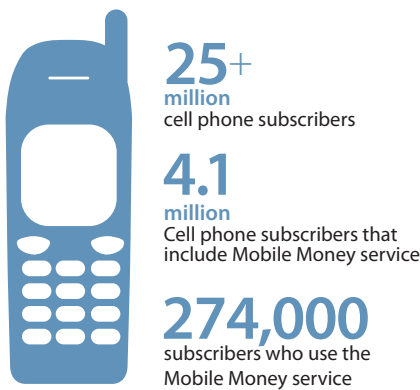 25+
million
cell phone subscribers
4.1
million
Cell phone subscribers that
include Mobile Money service
274,000
subscribers who use the
Mobile Money service